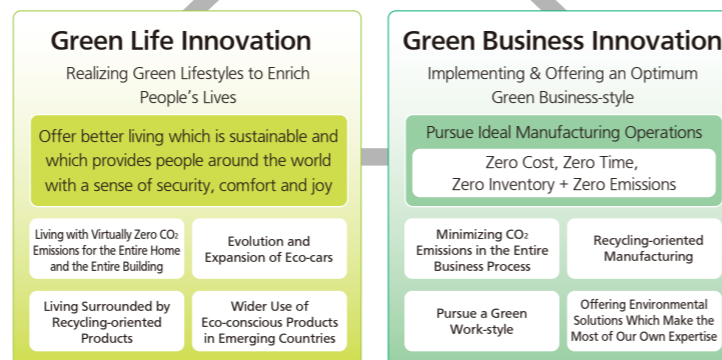 Green Life Innovation
Realizing Green Lifestyles to Enrich
People's Lives
Offer better living which is sustainable and
which provides people around the world
with a sense of security, comfort and joy
Living with Virtually Zero CO₂
Emissions for the Entire Home
and the Entire Building
Evolution and
Expansion of Eco-cars
Living Surrounded by
Recycling-oriented
Products
Wider Use of
Eco-conscious Products
in Emerging Countries
Green Business Innovation
Implementing & Offering an Optimum
Green Business-style
Pursue Ideal Manufacturing Operations
Zero Cost, Zero Time,
Zero Inventory + Zero Emissions
Minimizing CO₂
Emissions in the Entire
Business Process
Recycling-oriented
Manufacturing
Pursue a Green
Work-style
Offering Environmental
Solutions Which Make the
Most of Our Own Expertise